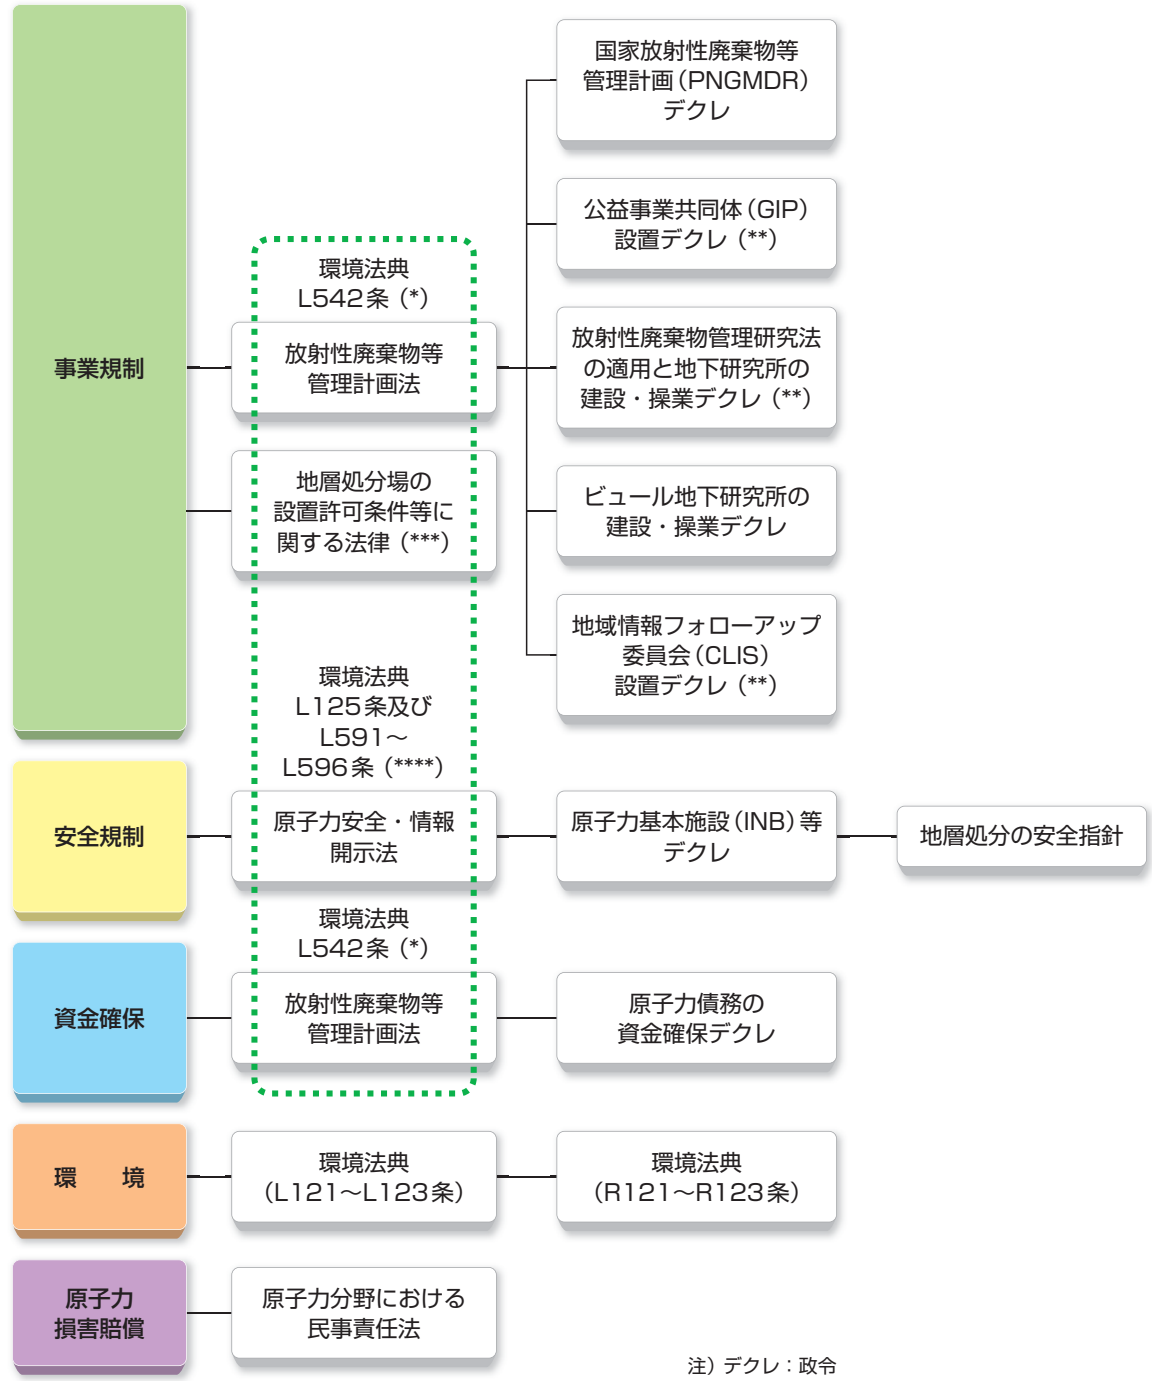 事業規制
環境法典
L542条（*）
放射性廃棄物等
管理計画法
地層処分場の
設置許可条件等に
関する法律（***）
国家放射性廃棄物等
管理計画（PNGMDR）
デクレ
公益事業共同体（GIP）
設置デクレ（**）
放射性廃棄物管理研究法
の適用と地下研究所の
建設・操業デクレ（**）
ビュール地下研究所の
建設・操業デクレ
地域情報フォローアップ
委員会（CLIS）
設置デクレ（**）
安全規制
環境法典
L125条及び
L591～
L596条（****）
原子力安全・情報
開示法
原子力基本施設（INB）等
デクレ
地層処分の安全指針
資金確保
環境法典
L542条（*）
放射性廃棄物等
管理計画法
原子力債務の
資金確保デクレ
環　境
環境法典
（L121～L123条）
環境法典
（R121～R123条）
原子力
損害賠償
原子力分野における
民事責任法
注）デクレ：政令